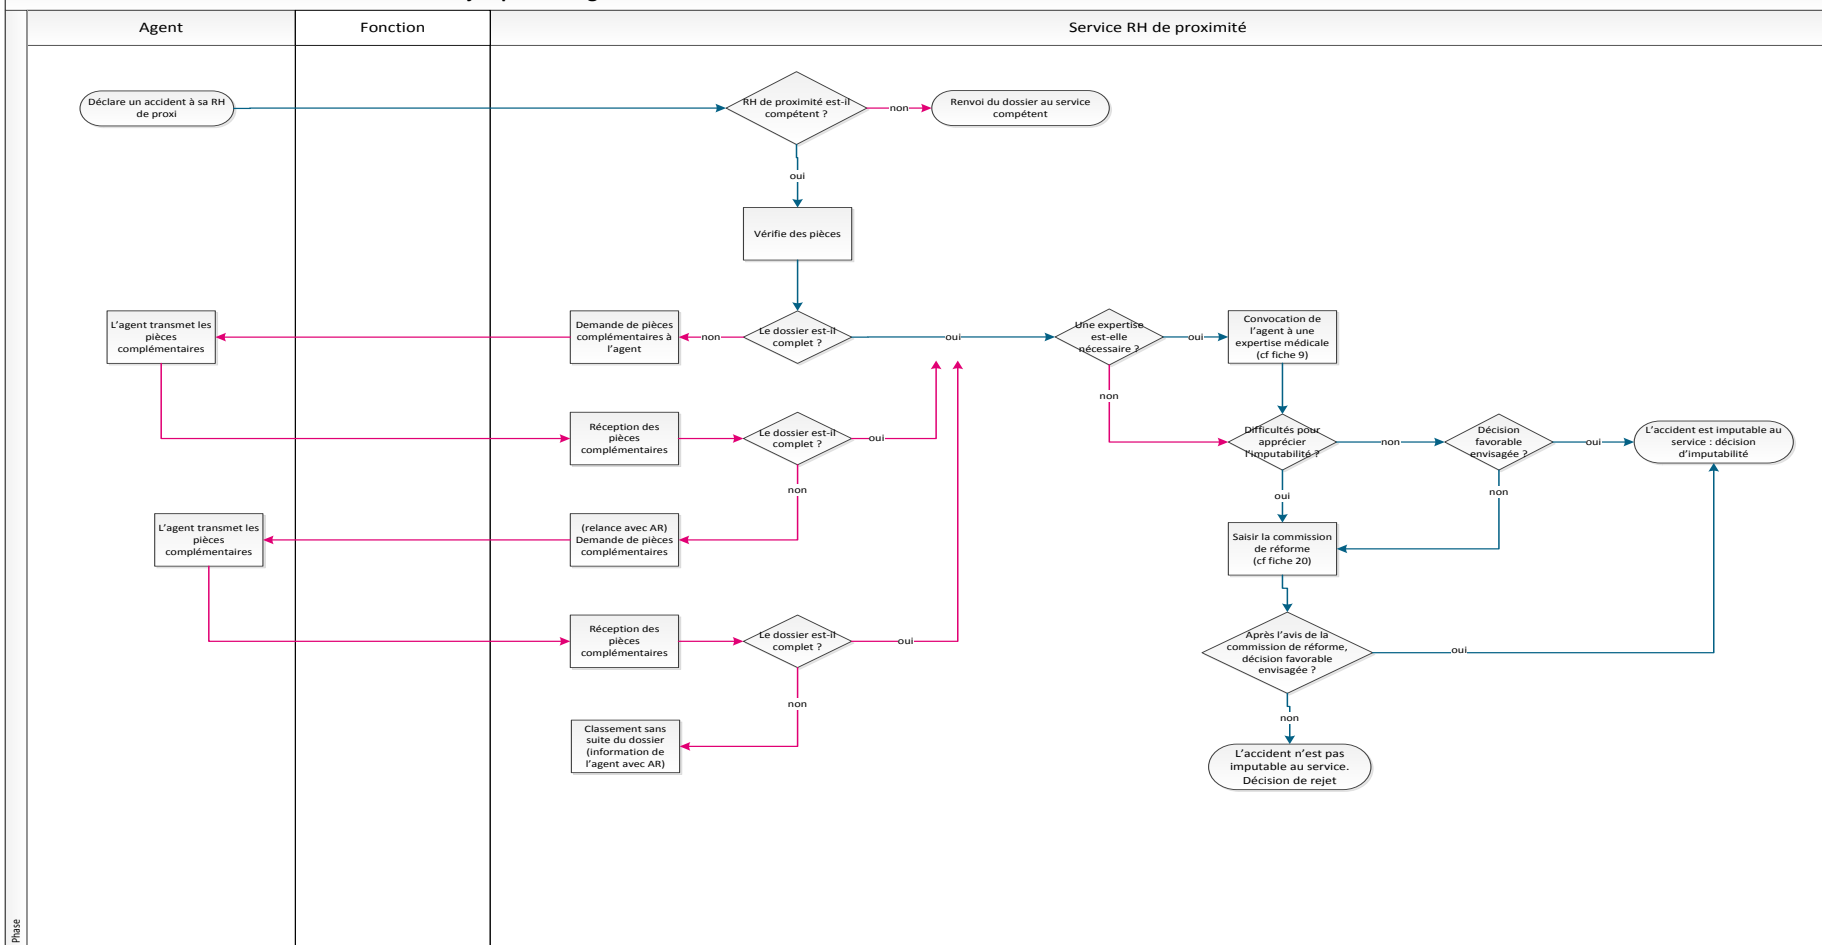 Agent
Fonction
Service RH de proximité
Déclare un accident à sa RH
de proxi
RH de proximité est-il
compétent ?
non
Renvoi du dossier au service
compétent
oui
Vérifie des pièces
L'agent transmet les
pièces
complémentaires
Demande de pièces
complémentaires à
l'agent
non
Le dossier est-il
complet ?
oui
Une expertise
est-elle
nécessaire ?
oui
Convocation de
l'agent à une
expertise médicale
(cf fiche 9)
non
Réception des
pièces
complémentaires
Le dossier est-il
complet ?
oui
Difficultés pour
apprécier
l'imputabilité ?
non
Décision
favorable
envisagée ?
oui
L'accident est imputable au
service : décision
d'imputabilité
non
oui
non
L'agent transmet les
pièces
complémentaires
(relance avec AR)
Demande de pièces
complémentaires
Saisir la commission
de réforme
(cf fiche 20)
Réception des
pièces
complémentaires
Le dossier est-il
complet ?
oui
Après l'avis de la
commission de réforme,
décision favorable
envisagée ?
oui
non
non
Classement sans
suite du dossier
(information de
l'agent avec AR)
L'accident n'est pas
imputable au service.
Décision de rejet
Phase